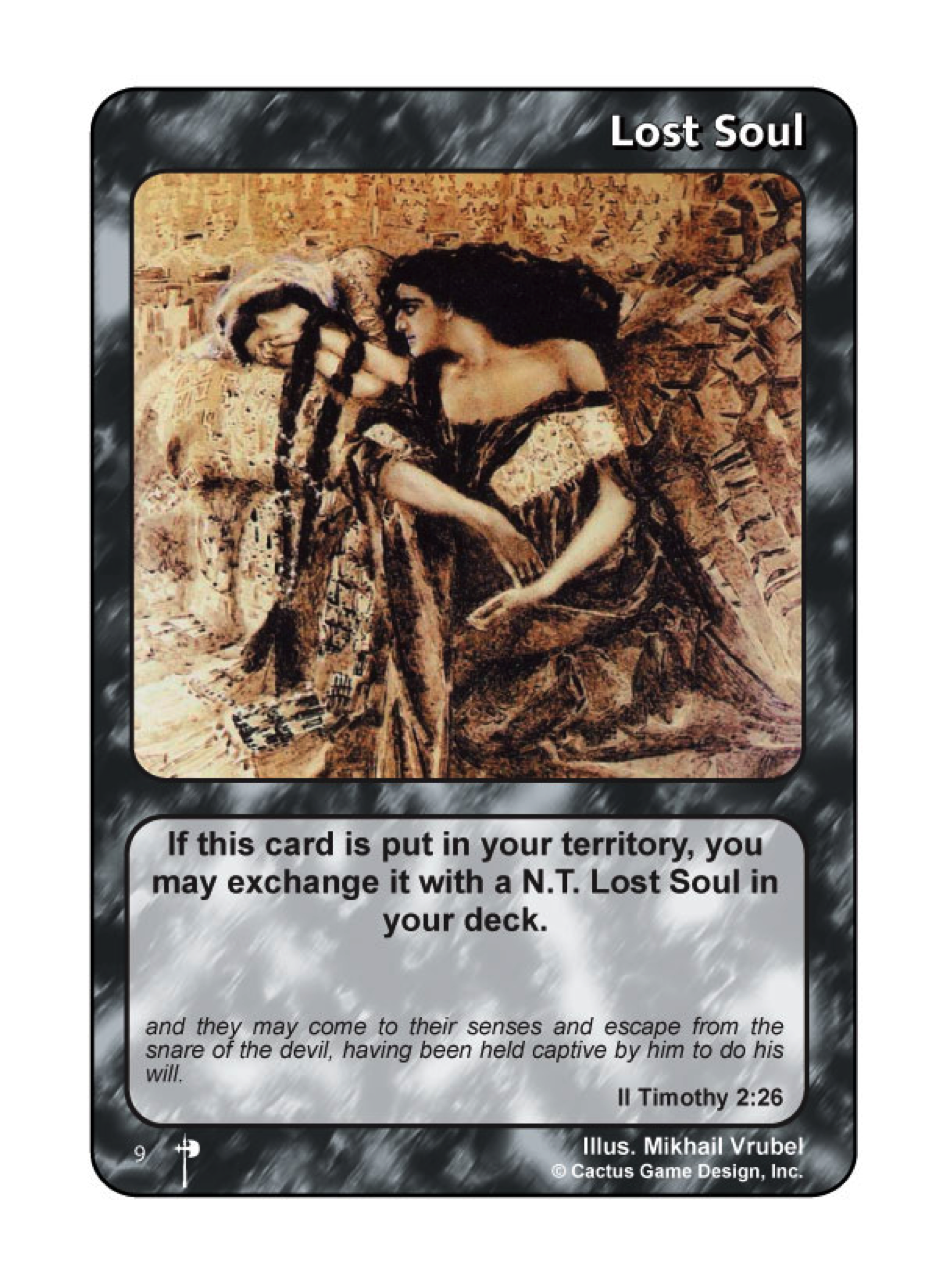 Lost Soul
If this card is put in your territory, you
may exchange it with a N.T. Lost Soul in
your deck.
and they may come to their senses and escape from the
snare of the devil, having been held captive by him to do his
will.
II Timothy 2:26
9
Illus. Mikhail Vrubel
© Cactus Game Design, Inc.